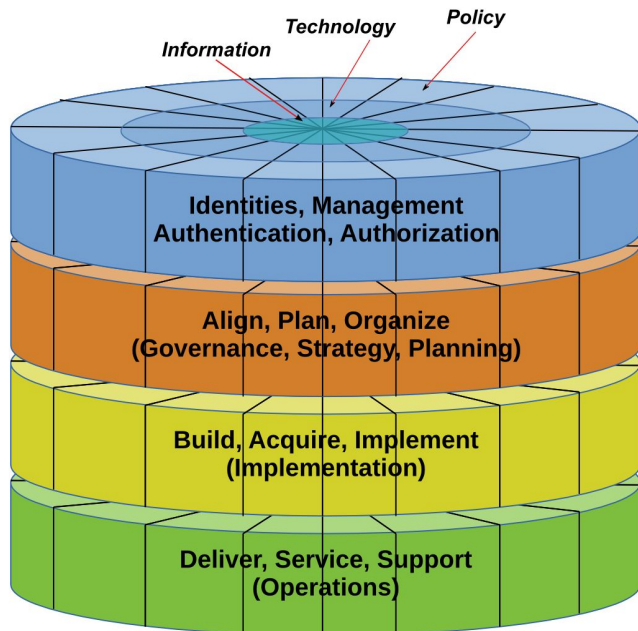 Policy
Technology
Information
Identities, Management
Authentication, Authorization
Align, Plan, Organize
(Governance, Strategy, Planning)
Build, Acquire, Implement
(Implementation)
Deliver, Service, Support
(Operations)